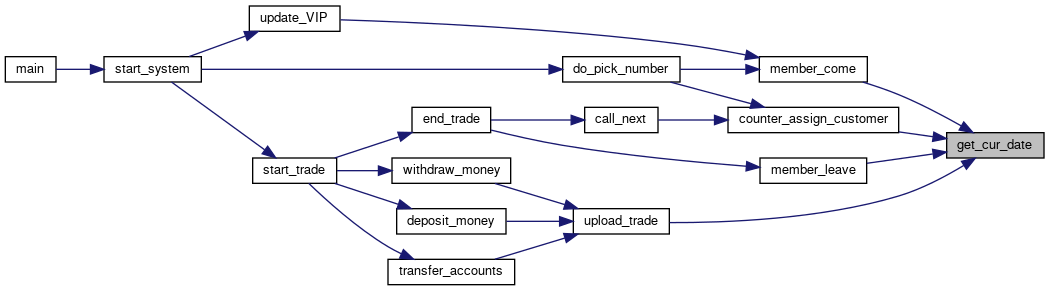 update_VIP
main
start_system
do_pick_number
member_come
end_trade
call_next
counter_assign_customer
get_cur_date
start_trade
withdraw_money
member_leave
deposit_money
upload_trade
transfer_accounts